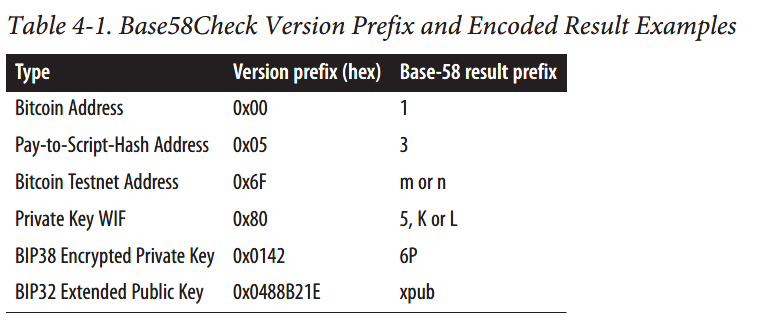 Table 4-1. Base58Check Version Prefix and Encoded Result Examples
Type Version prefix (hex) Base-58 result prefix
Bitcoin Address 0x00 1
Pay-to-Script-Hash Address 0x05 3
Bitcoin Testnet Address 0x6F m or n
Private Key WIF 0x80 5, K or L
BIP38 Encrypted Private Key 0x0142 6P
BIP32 Extended Public Key 0x0488B21E xpub